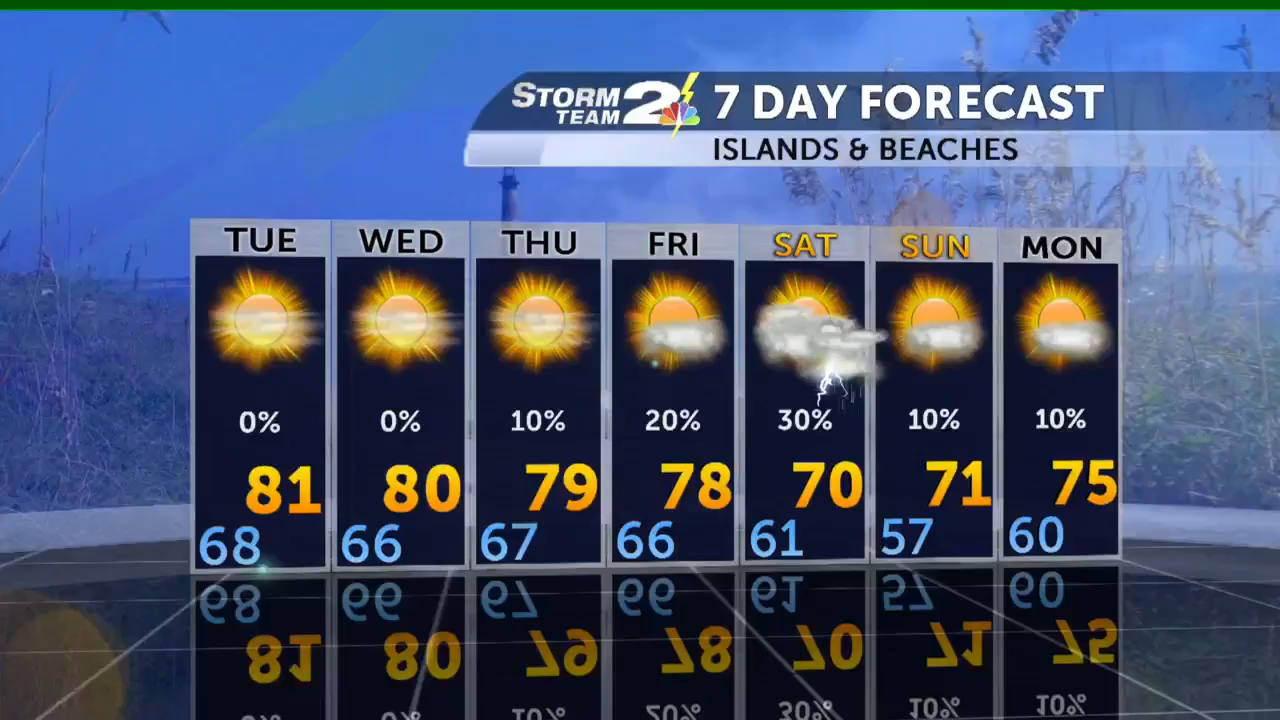 STORM TEAM 2 7 DAY FORECAST
ISLANDS & BEACHES
TUE WED THU FRI SAT SUN MON
0% 0% 10% 20% 30% 10% 10%
81 80 79 78 70 71 75
68 66 67 66 61 57 60